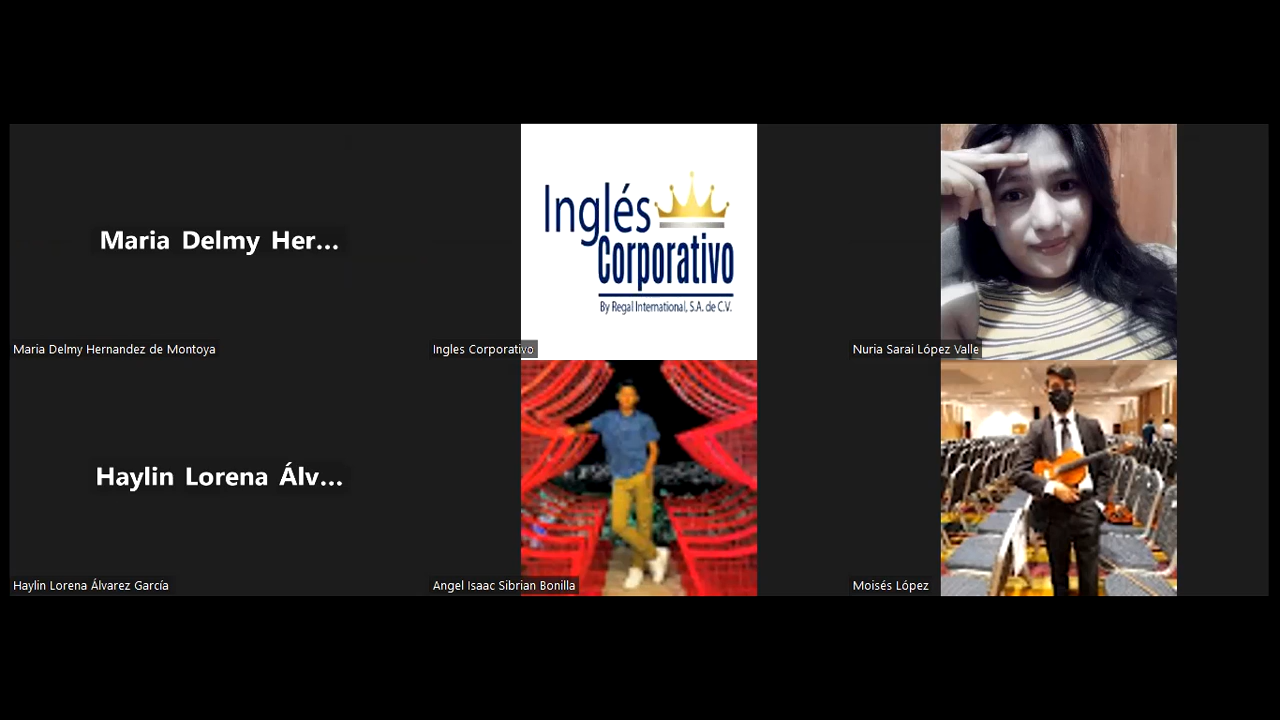 Maria Delmy Her...
Maria Delmy Hernandez de Montoya
Inglés
Corporativo
By Regal International, S.A. de C.V.
Ingles Corporativo
Nuria Sarai López Valle
Haylin Lorena Álv...
Haylin Lorena Álvarez García
Angel Isaac Sibrian Bonilla
Moisés López